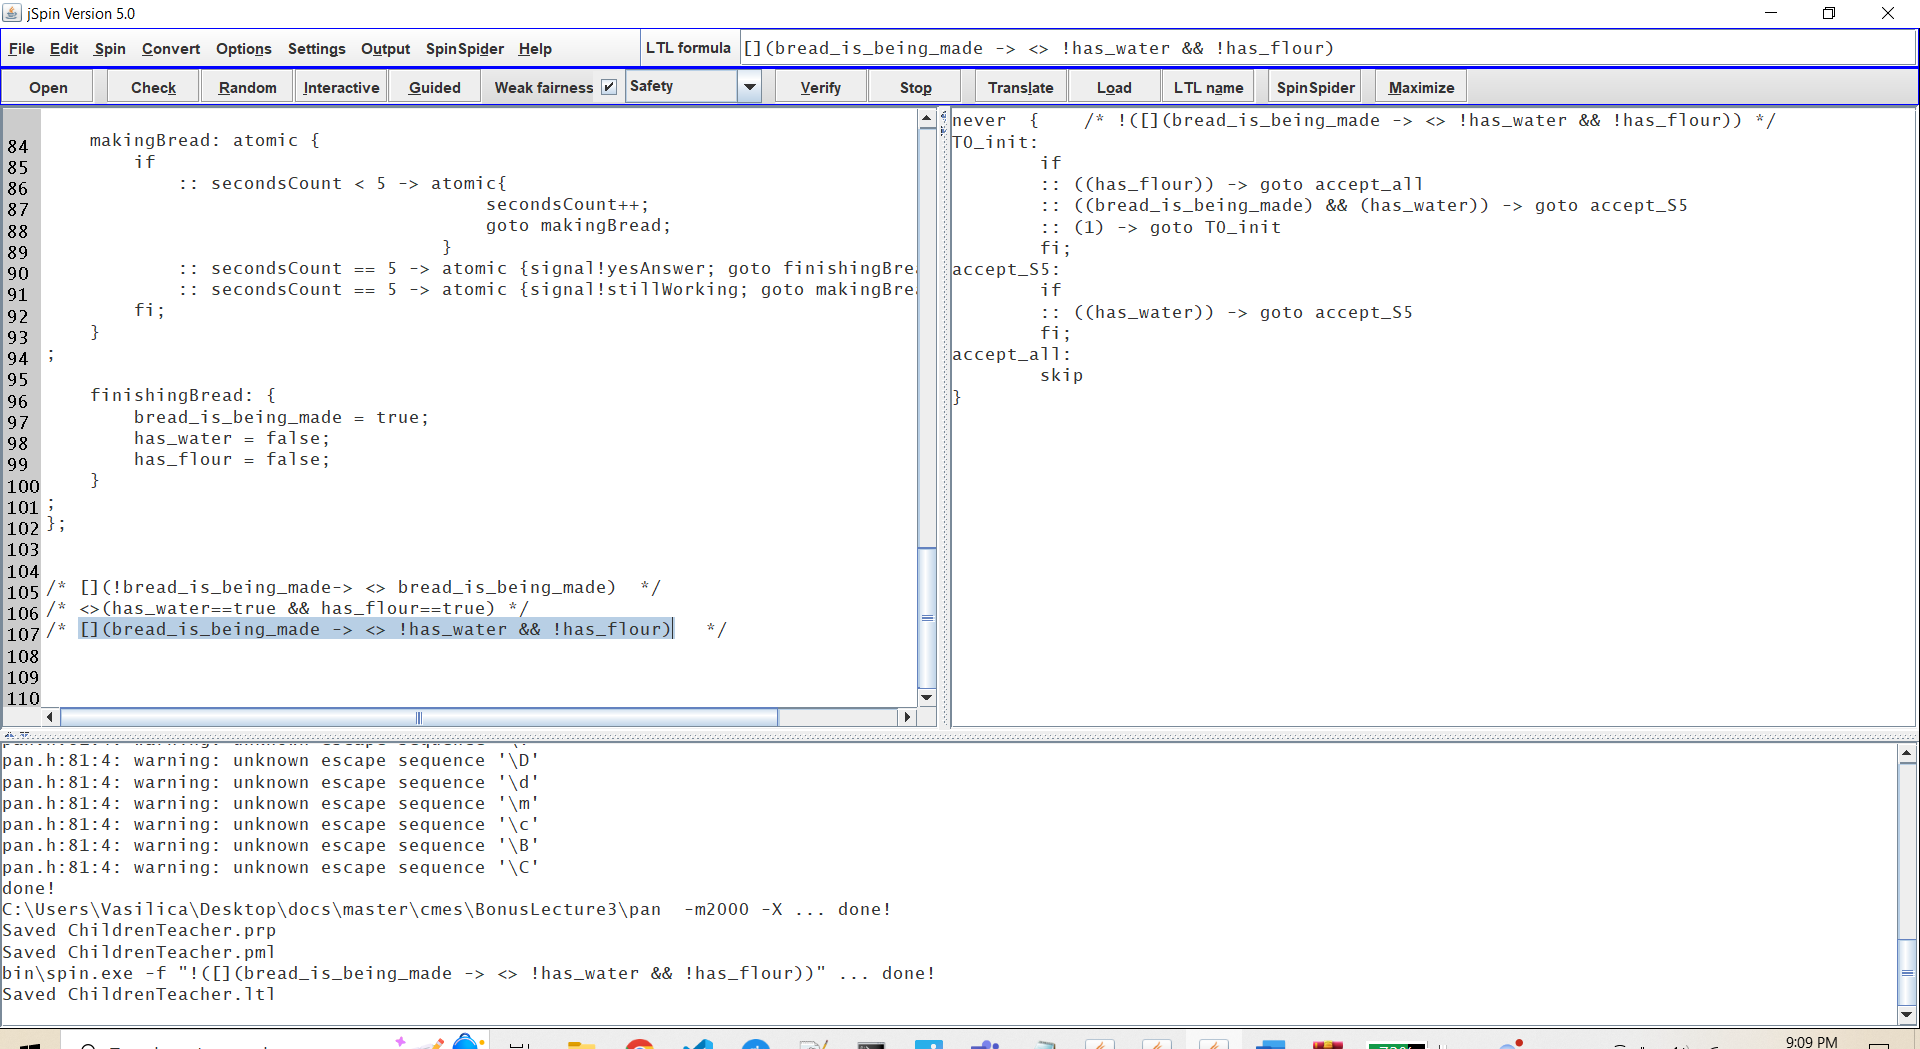 jSpin Version 5.0
File Edit Spin Convert Options Settings Output SpinSpider Help LTL formula [](bread_is_being_made -> <> !has_water && !has_flour)
Open Check Random Interactive Guided Weak fairness Safety Verify Stop Translate Load LTL name SpinSpider Maximize
84 makingBread: atomic {
85 if
86 :: secondsCount < 5 -> atomic{
87 secondsCount++;
88 goto makingBread;
89 }
90 :: secondsCount == 5 -> atomic {signal!yesAnswer; goto finishingBre
91 :: secondsCount == 5 -> atomic {signal!stillWorking; goto makingBre
92 fi;
93 }
94 ;
95
96 finishingBread: {
97 bread_is_being_made = true;
98 has_water = false;
99 has_flour = false;
100 }
101 ;
102 };
103
104
105 /* [](!bread_is_being_made-> <> bread_is_being_made) */
106 /* <>(has_water==true && has_flour==true) */
107 /* [](bread_is_being_made -> <> !has_water && !has_flour) */
108
109
110
never { /* !([](bread_is_being_made -> <> !has_water && !has_flour)) */
T0_init:
if
:: ((has_flour)) -> goto accept_all
:: ((bread_is_being_made) && (has_water)) -> goto accept_S5
:: (1) -> goto T0_init
fi;
accept_S5:
if
:: ((has_water)) -> goto accept_S5
fi;
accept_all:
skip
}
pan.h:81:4: warning: unknown escape sequence '\D'
pan.h:81:4: warning: unknown escape sequence '\d'
pan.h:81:4: warning: unknown escape sequence '\m'
pan.h:81:4: warning: unknown escape sequence '\c'
pan.h:81:4: warning: unknown escape sequence '\B'
pan.h:81:4: warning: unknown escape sequence '\C'
done!
C:\Users\Vasilica\Desktop\docs\master\cmes\BonusLecture3\pan -m2000 -X ... done!
Saved ChildrenTeacher.prp
Saved ChildrenTeacher.pml
bin\spin.exe -f "!([](bread_is_being_made -> <> !has_water && !has_flour))" ... done!
Saved ChildrenTeacher.ltl
9:09 PM